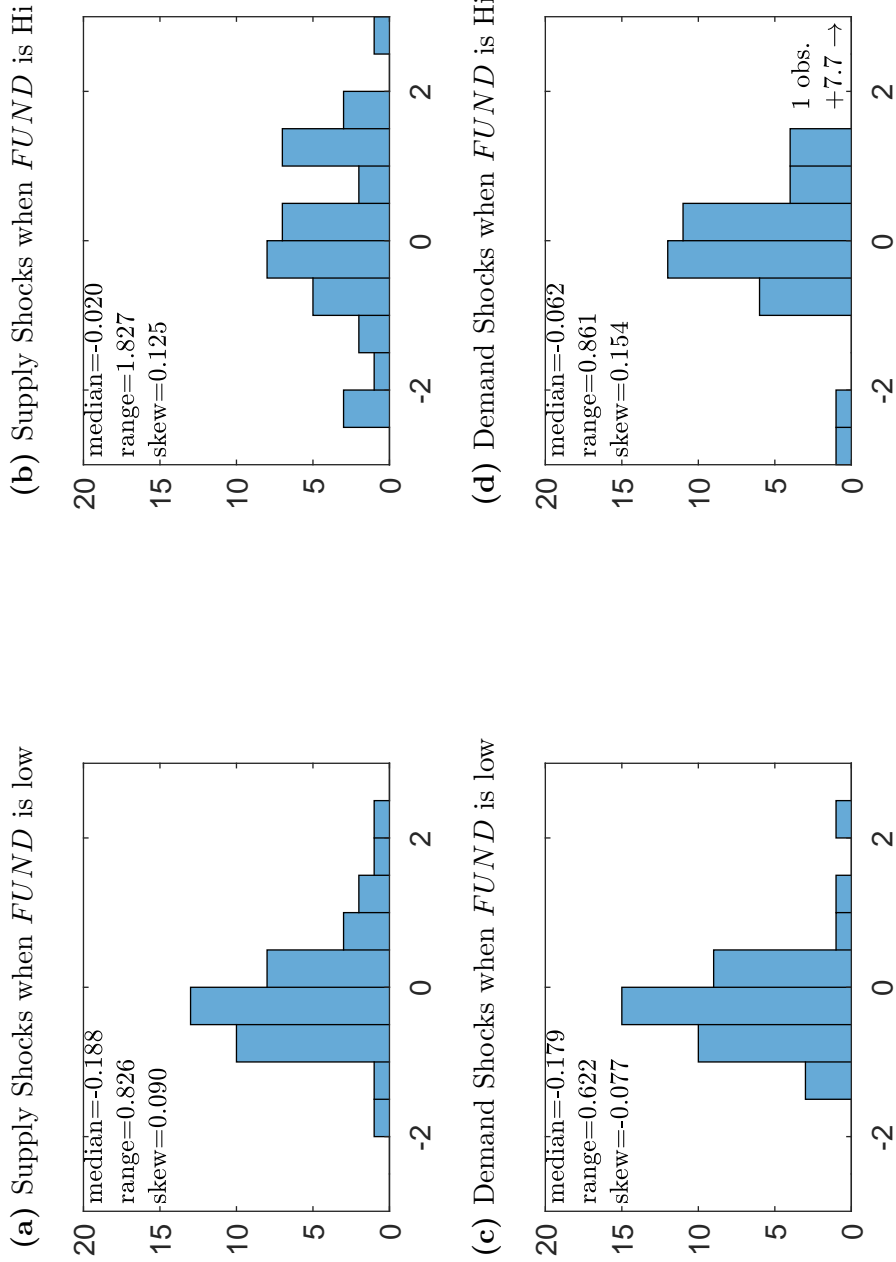 (a) Supply Shocks when FUND is low
median=-0.188
range=0.826
skew=0.090
20
15
10
5
0
-2
0
2
(b) Supply Shocks when FUND is Hi
median=-0.020
range=1.827
skew=0.125
20
15
10
5
0
-2
0
2
(c) Demand Shocks when FUND is low
median=-0.179
range=0.622
skew=-0.077
20
15
10
5
0
-2
0
2
(d) Demand Shocks when FUND is Hi
median=-0.062
range=0.861
skew=0.154
1 obs.
+7.7 →
20
15
10
5
0
-2
0
2